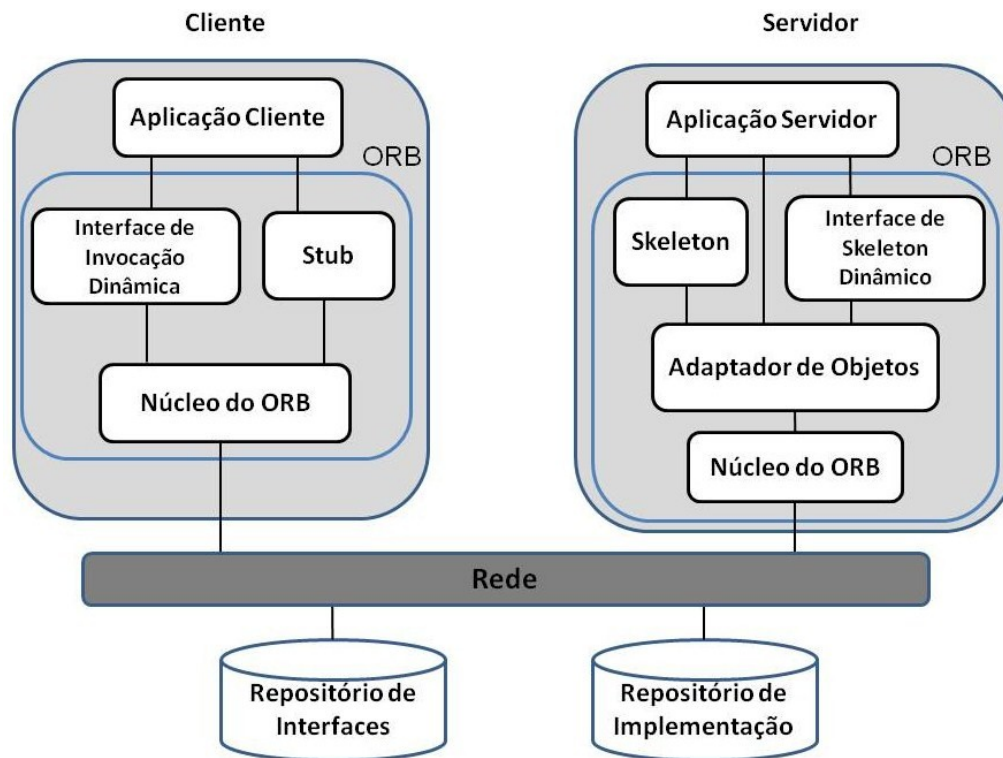 Cliente
Servidor
Aplicação Cliente
ORB
Interface de
Invocação
Dinâmica
Stub
Núcleo do ORB
Aplicação Servidor
ORB
Skeleton
Interface de
Skeleton
Dinâmico
Adaptador de Objetos
Núcleo do ORB
Rede
Repositório de
Interfaces
Repositório de
Implementação